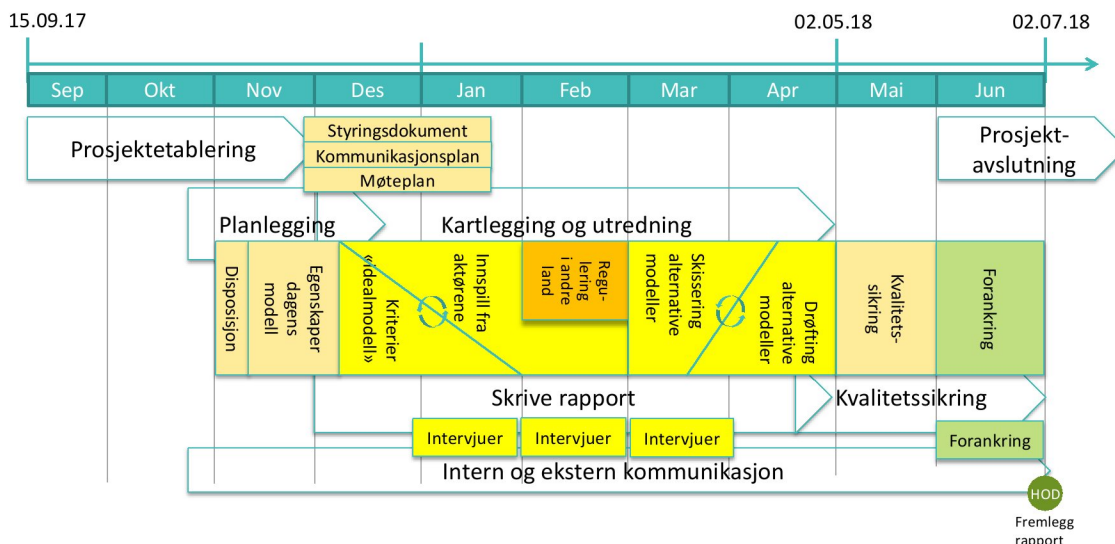 15.09.17
02.05.18
02.07.18
Sep
Okt
Nov
Des
Jan
Feb
Mar
Apr
Mai
Jun
Prosjektetablering
Styringsdokument
Kommunikasjonsplan
Møteplan
Prosjekt-
avslutning
Planlegging
Kartlegging og utredning
Disposisjon
Egenskaper
dagens
modell
Kriterier
«idealmodell»
Innspill fra
aktørene
Regu-
lering
i andre
land
Skissering
alternative
modeller
Drøfting
alternative
modeller
Kvalitets-
sikring
Forankring
Skrive rapport
Kvalitetssikring
Intervjuer
Intervjuer
Intervjuer
Forankring
Intern og ekstern kommunikasjon
HOD
Fremlegg
rapport